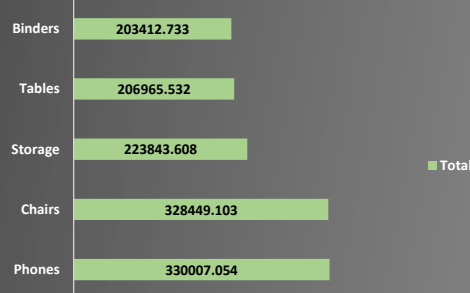 Binders 203412.733
Tables 206965.532
Storage 223843.608
Total
Chairs 328449.103
Phones 330007.054